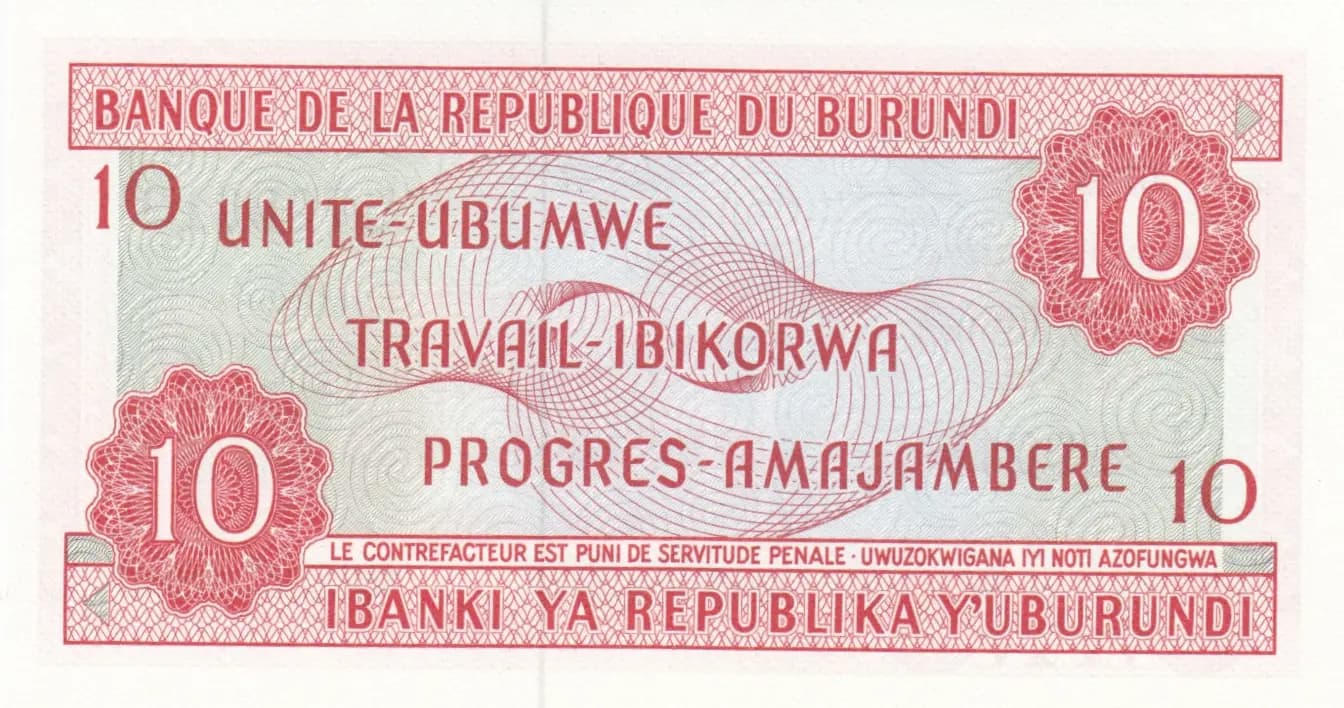 BANQUE DE LA REPUBLIQUE DU BURUNDI
10
10
UNITE-UBUMWE
TRAVAIL-IBIKORWA
PROGRES-AMAJAMBERE
10
10
LE CONTREFACTEUR EST PUNI DE SERVITUDE PENALE · UWUZOKWIGANA IYI NOTI AZOFUNGWA
IBANKI YA REPUBLIKA Y'UBURUNDI